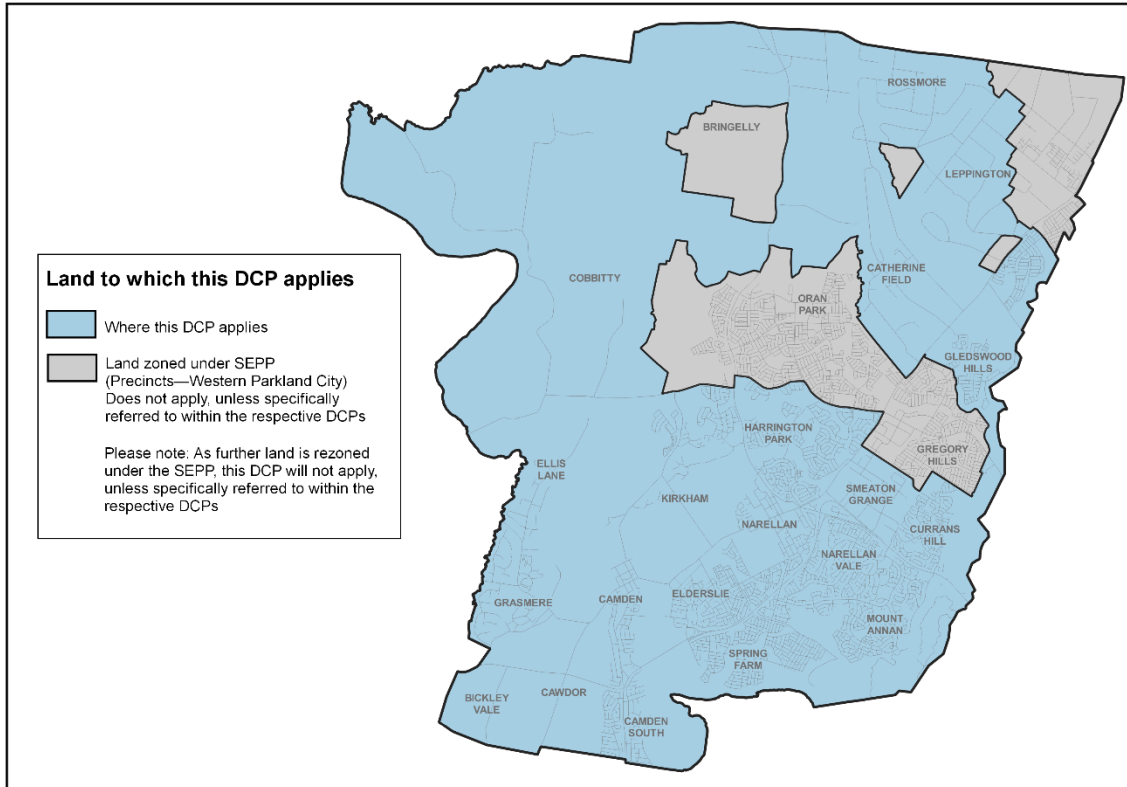 ROSSMORE
BRINGELLY
LEPPINGTON
Land to which this DCP applies
Where this DCP applies
Land zoned under SEPP
(Precincts—Western Parkland City)
Does not apply, unless specifically
referred to within the respective DCPs
Please note: As further land is rezoned
under the SEPP, this DCP will not apply,
unless specifically referred to within the
respective DCPs
COBBITTY
CATHERINE
FIELD
ORAN
PARK
GLEDSWOOD
HILLS
HARRINGTON
PARK
GREGORY
HILLS
ELLIS
LANE
KIRKHAM
SMEATON
GRANGE
NARELLAN
CURRANS
HILL
NARELLAN
VALE
GRASMERE
CAMDEN
ELDERSLIE
MOUNT
ANNAN
SPRING
FARM
BICKLEY
VALE
CAWDOR
CAMDEN
SOUTH